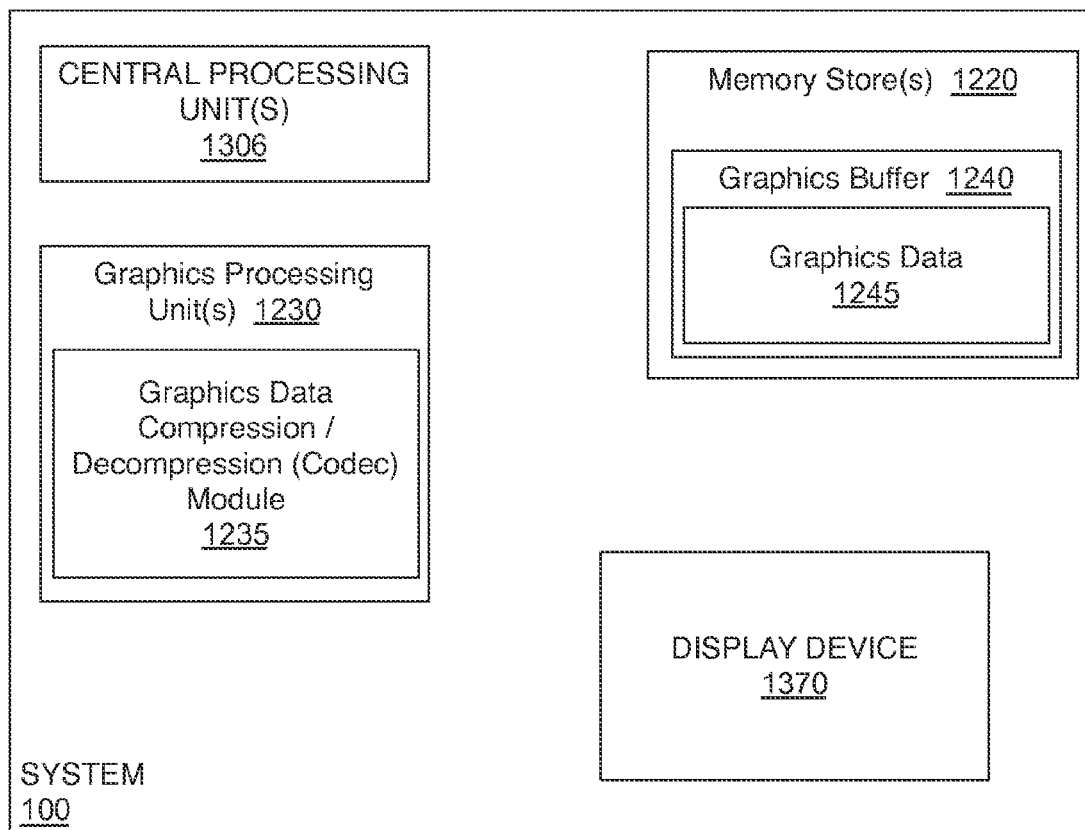 CENTRAL PROCESSING
UNIT(S)
1306
Memory Store(s) 1220
Graphics Buffer 1240
Graphics Data
1245
Graphics Processing
Unit(s) 1230
Graphics Data
Compression /
Decompression (Codec)
Module
1235
DISPLAY DEVICE
1370
SYSTEM
100